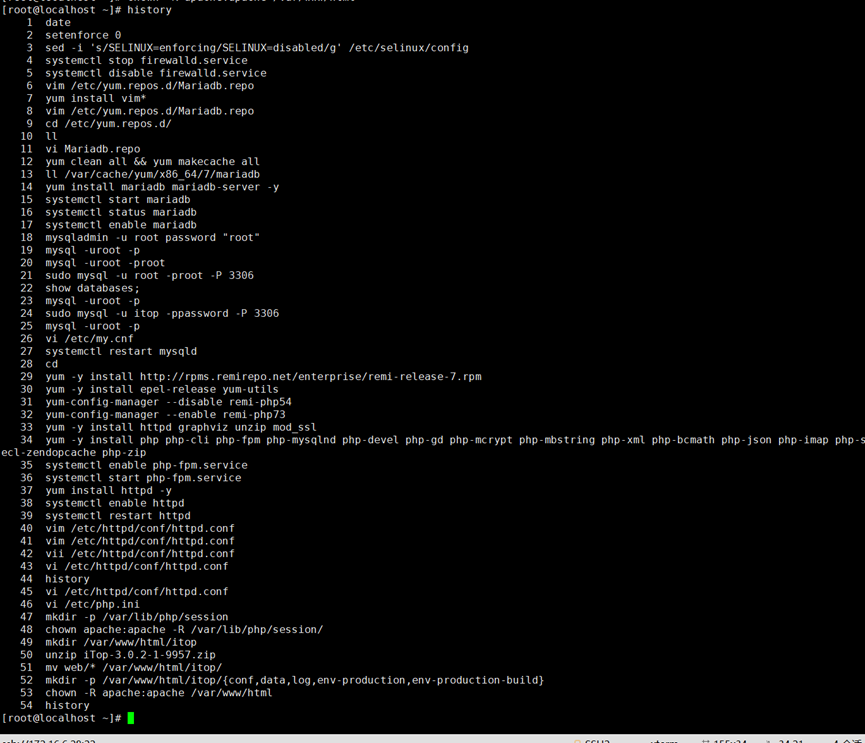 [root@localhost ~]# history
1 date
2 setenforce 0
3 sed -i 's/SELINUX=enforcing/SELINUX=disabled/g' /etc/selinux/config
4 systemctl stop firewalld.service
5 systemctl disable firewalld.service
6 vim /etc/yum.repos.d/Mariadb.repo
7 yum install vim*
8 vim /etc/yum.repos.d/Mariadb.repo
9 cd /etc/yum.repos.d/
10 ll
11 vi Mariadb.repo
12 yum clean all && yum makecache all
13 ll /var/cache/yum/x86_64/7/mariadb
14 yum install mariadb mariadb-server -y
15 systemctl start mariadb
16 systemctl status mariadb
17 systemctl enable mariadb
18 mysqladmin -u root password "root"
19 mysql -uroot -p
20 mysql -uroot -proot
21 sudo mysql -u root -proot -P 3306
22 show databases;
23 mysql -uroot -p
24 sudo mysql -u itop -ppassword -P 3306
25 mysql -uroot -p
26 vi /etc/my.cnf
27 systemctl restart mysqld
28 cd
29 yum -y install http://rpms.remirepo.net/enterprise/remi-release-7.rpm
30 yum -y install epel-release yum-utils
31 yum-config-manager --disable remi-php54
32 yum-config-manager --enable remi-php73
33 yum -y install httpd graphviz unzip mod_ssl
34 yum -y install php php-cli php-fpm php-mysqlnd php-devel php-gd php-mcrypt php-mbstring php-xml php-bcmath php-json php-imap php-s
ecl-zendopcache php-zip
35 systemctl enable php-fpm.service
36 systemctl start php-fpm.service
37 yum install httpd -y
38 systemctl enable httpd
39 systemctl restart httpd
40 vim /etc/httpd/conf/httpd.conf
41 vim /etc/httpd/conf/httpd.conf
42 vii /etc/httpd/conf/httpd.conf
43 vi /etc/httpd/conf/httpd.conf
44 history
45 vi /etc/httpd/conf/httpd.conf
46 vi /etc/php.ini
47 mkdir -p /var/lib/php/session
48 chown apache:apache -R /var/lib/php/session/
49 mkdir /var/www/html/itop
50 unzip iTop-3.0.2-1-9957.zip
51 mv web/* /var/www/html/itop/
52 mkdir -p /var/www/html/itop/{conf,data,log,env-production,env-production-build}
53 chown -R apache:apache /var/www/html
54 history
[root@localhost ~]#